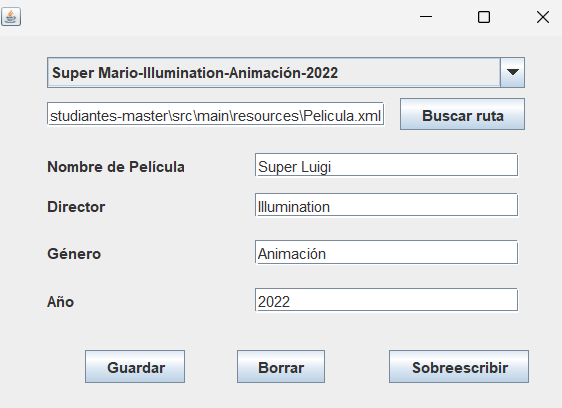 Super Mario-Illumination-Animación-2022
studiantes-master\src\main\resources\Pelicula.xml Buscar ruta
Nombre de Película Super Luigi
Director Illumination
Género Animación
Año 2022
Guardar Borrar Sobreescribir